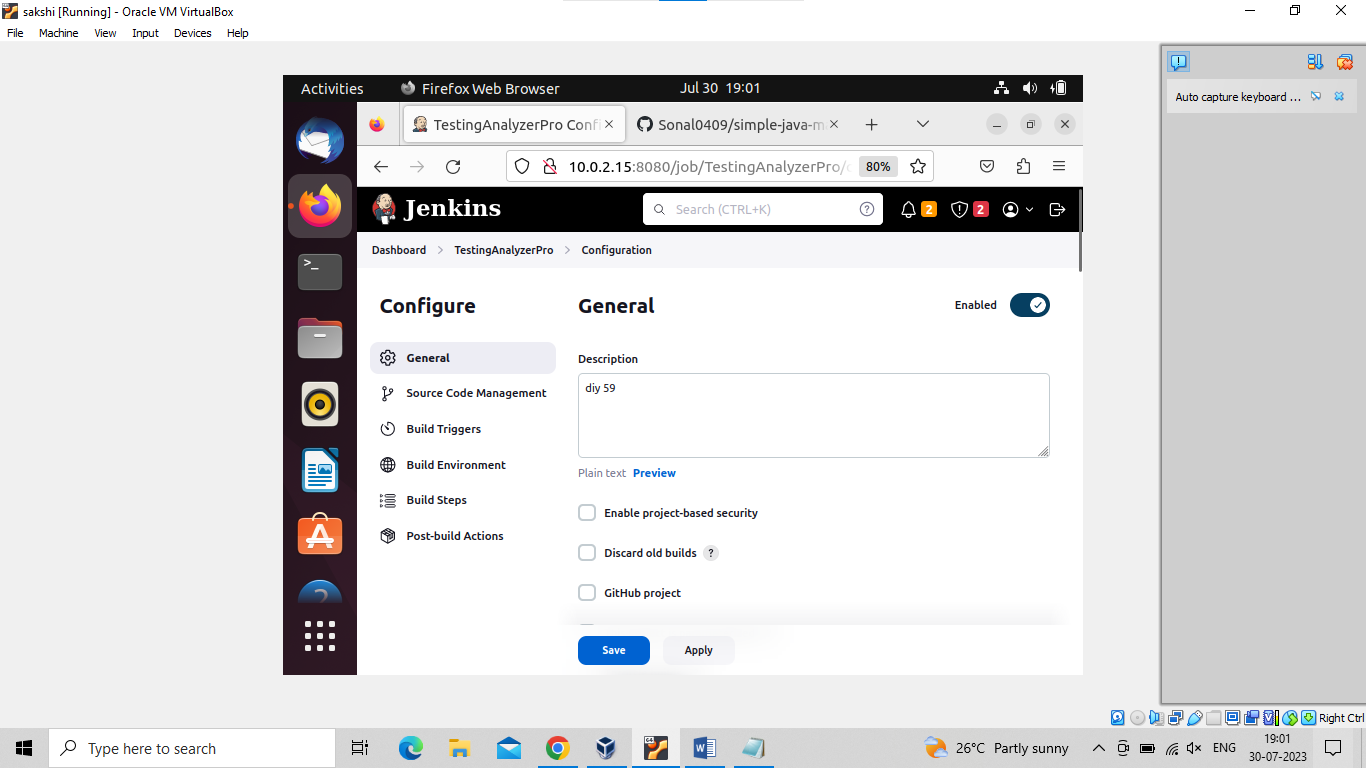 sakshi [Running] - Oracle VM VirtualBox
File Machine View Input Devices Help
Auto capture keyboard ...
Activities Firefox Web Browser Jul 30 19:01
TestingAnalyzerPro Confi Sonal0409/simple-java-m
10.0.2.15:8080/job/TestingAnalyzerPro/ 80%
Jenkins Search (CTRL+K) ? 2 2
Dashboard TestingAnalyzerPro Configuration
Configure
General
Source Code Management
Build Triggers
Build Environment
Build Steps
Post-build Actions
General Enabled
Description
diy 59
Plain text Preview
Enable project-based security
Discard old builds ?
GitHub project
Save Apply
Right Ctrl
Type here to search 26°C Partly sunny ENG 19:01
30-07-2023